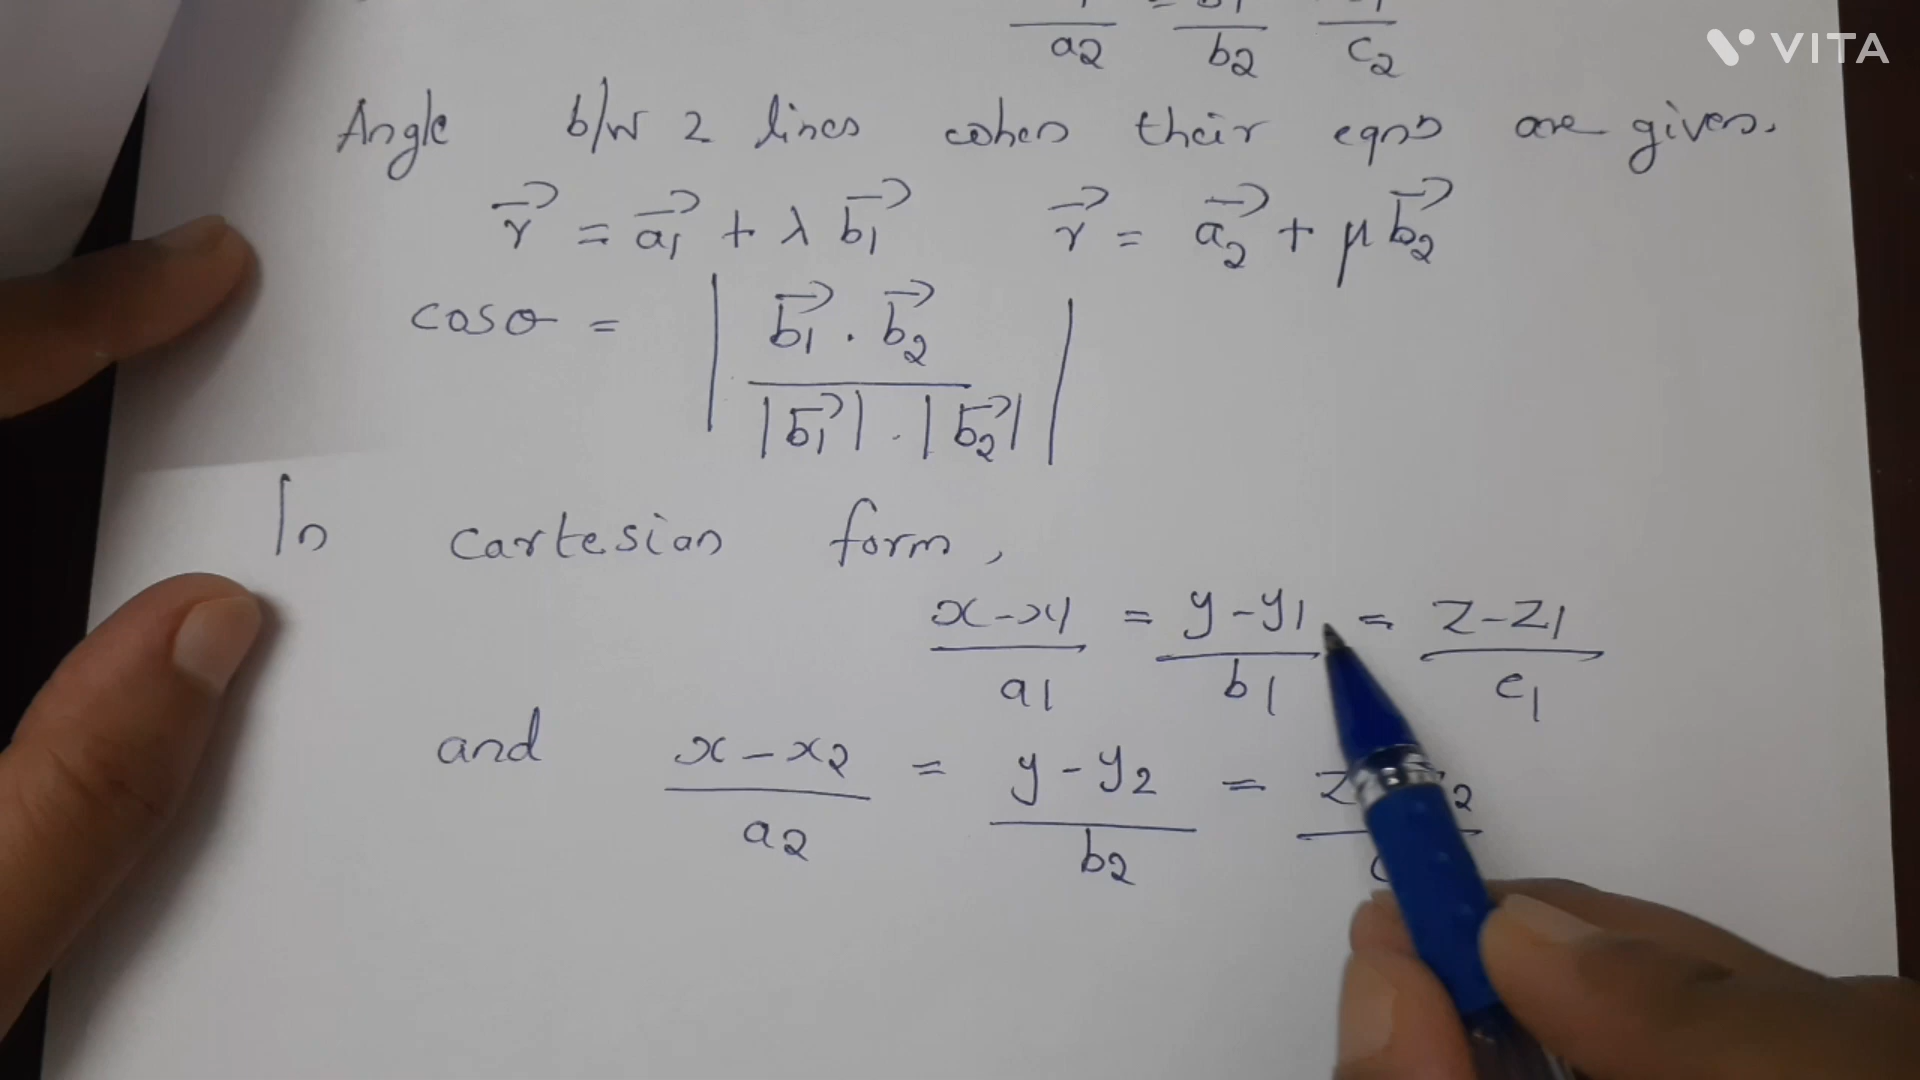 VITA
a2 = b2 c2
Angle b/w 2 lines when their eqns are given.
r⃗ = a⃗1 + λ b⃗1 r⃗ = a⃗2 + μ b⃗2
cosθ = | b⃗1 . b⃗2 / |b⃗1| . |b⃗2| |
In cartesian form,
x-x1/a1 = y-y1/b1 = z-z1/c1
and x-x2/a2 = y-y2/b2 = z